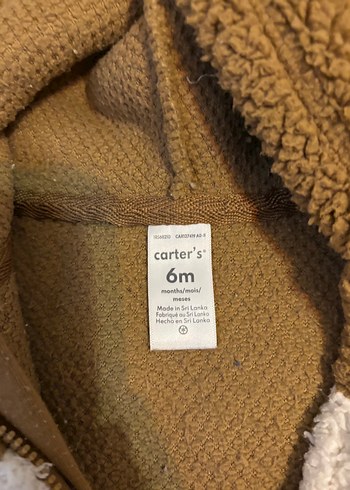 carter's
6m
months/mois/
meses
Made in Sri Lanka
Fabriqué au Sri Lanka
Hecho en Sri Lanka